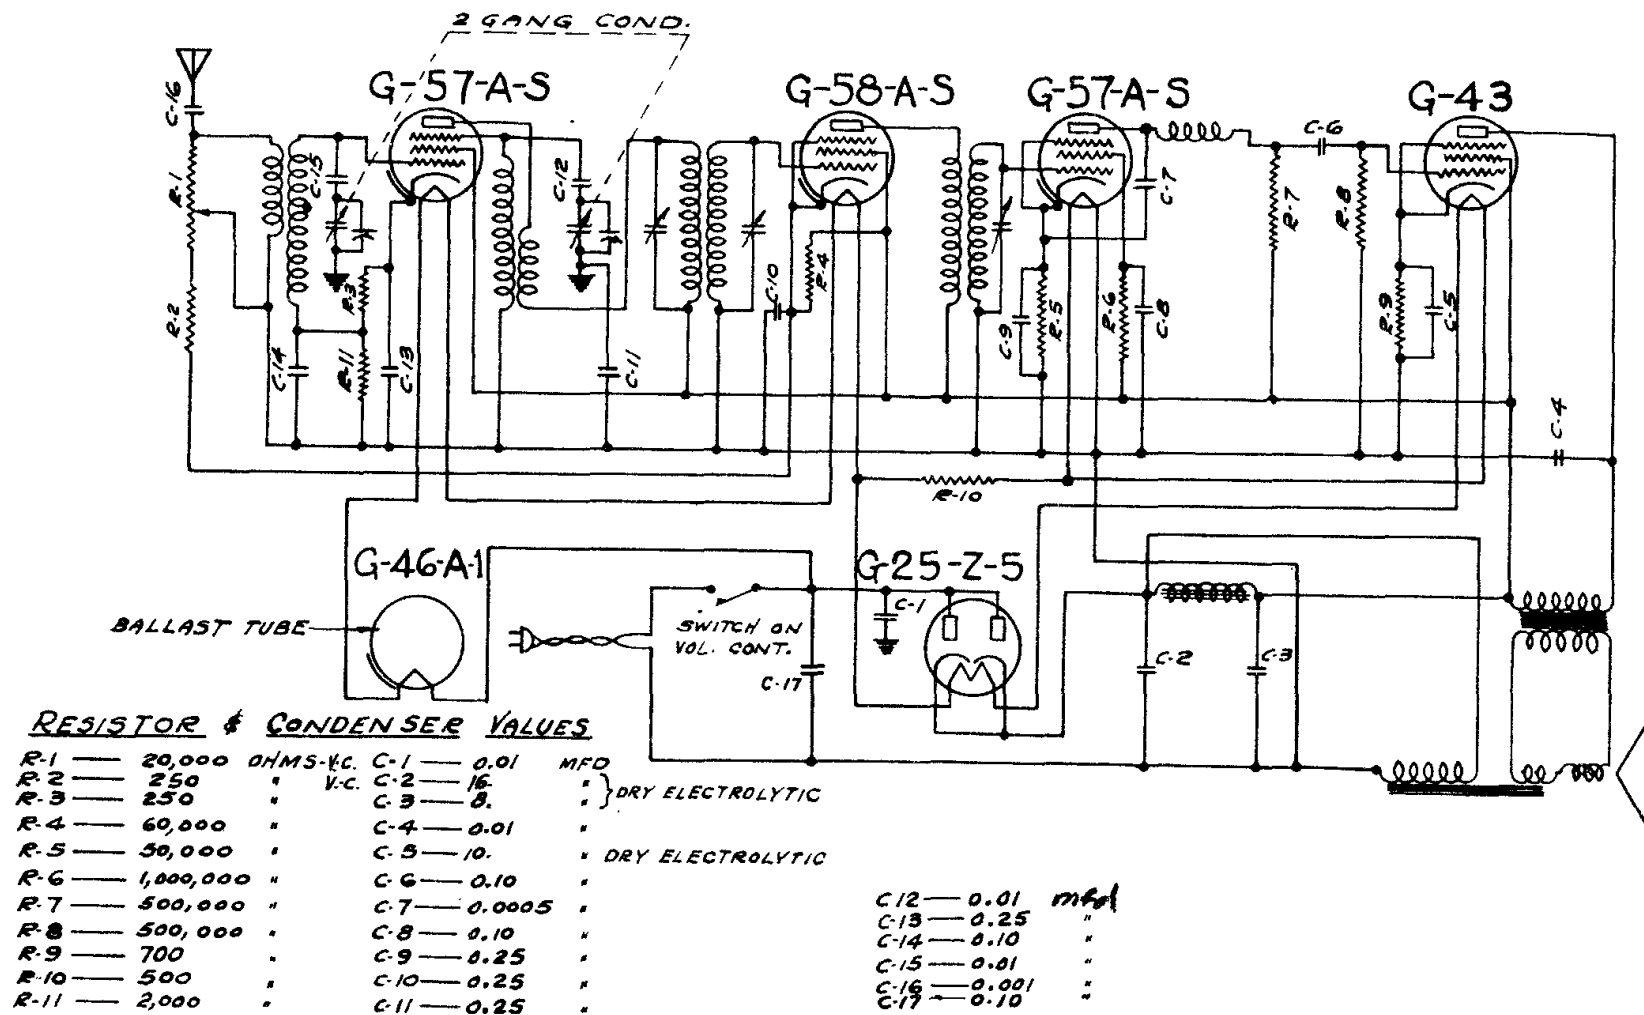 2 GANG COND.
G-57-A-S
G-58-A-S
G-57-A-S
G-43
C-16
R-1
R-2
C-15
C-14
R-3
R-11
C-13
C-12
C-11
C-10
R-4
C-9
R-5
R-6
C-8
C-7
R-7
C-6
R-8
R-9
C-5
C-4
R-10
G-46-A-1
BALLAST TUBE
SWITCH ON
VOL. CONT.
C-17
G-25-Z-5
C-1
C-2
C-3
RESISTOR & CONDENSER VALUES
R-1 — 20,000 OHMS-V.C. C-1 — 0.01 MFD
R-2 — 250 " V.C. C-2 — 16. "
R-3 — 250 " C-3 — 8. " } DRY ELECTROLYTIC
R-4 — 60,000 " C-4 — 0.01 "
R-5 — 50,000 " C-5 — 10. " DRY ELECTROLYTIC
R-6 — 1,000,000 " C-6 — 0.10 "
R-7 — 500,000 " C-7 — 0.0005 "
R-8 — 500,000 " C-8 — 0.10 "
R-9 — 700 " C-9 — 0.25 "
R-10 — 500 " C-10 — 0.25 "
R-11 — 2,000 " C-11 — 0.25 "
C12 — 0.01 mfd
C-13 — 0.25 "
C-14 — 0.10 "
C-15 — 0.01 "
C-16 — 0.001 "
C-17 — 0.10 "